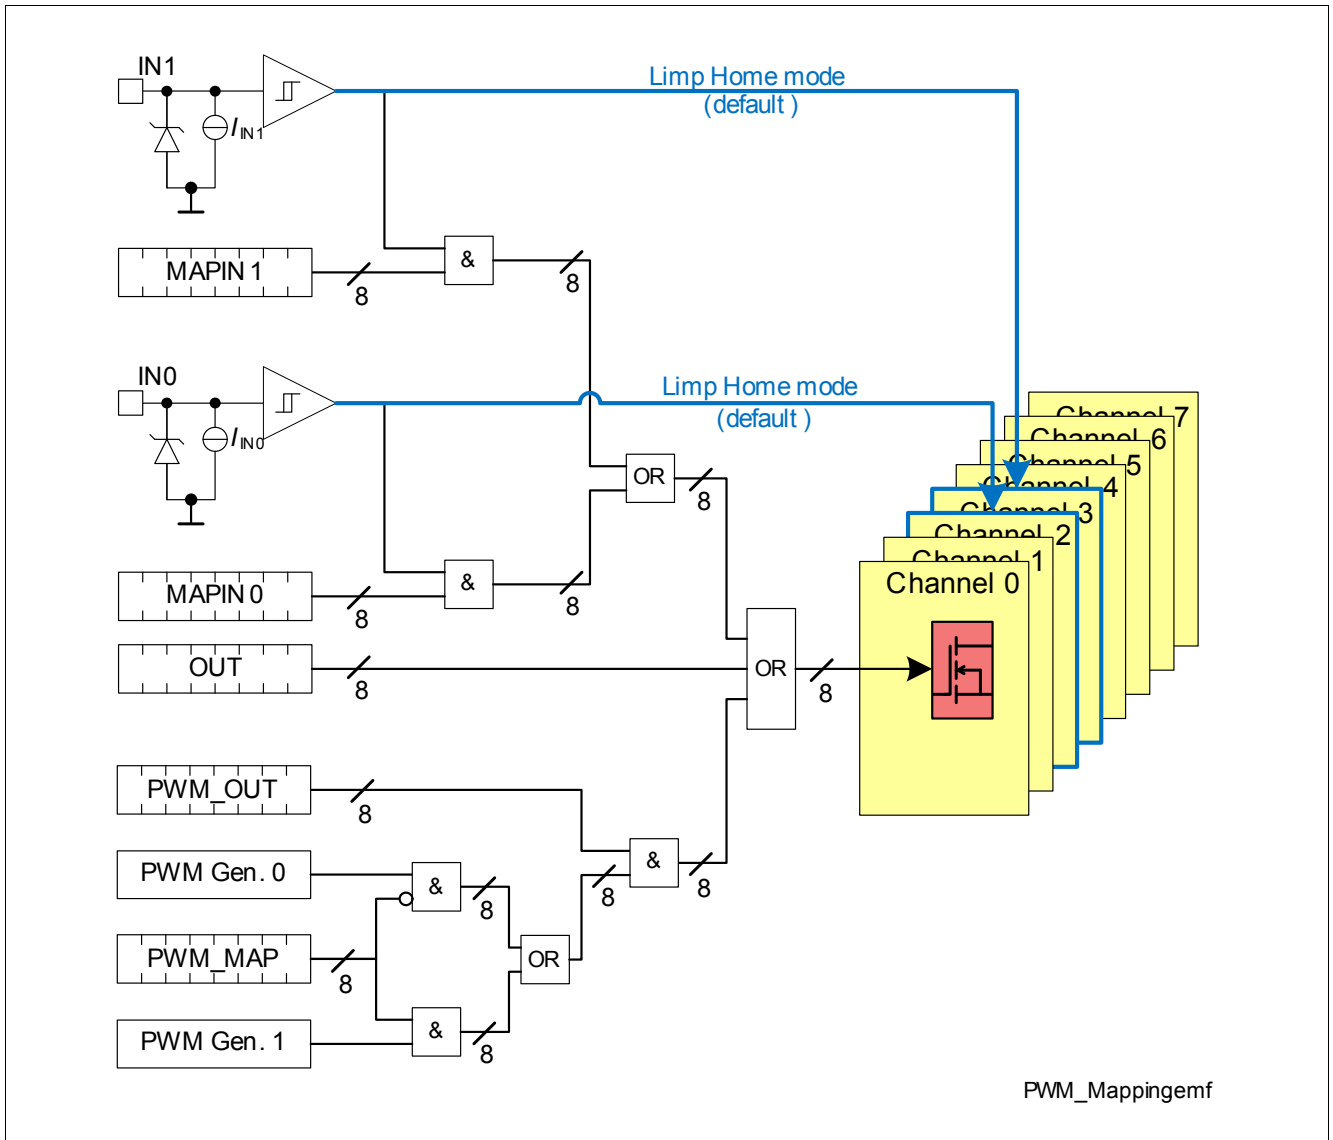 IN1
Limp Home mode
(default )
IIN1
&
8
MAPIN 1
8
IN0
Limp Home mode
(default )
IIN0
Channel 7
Channel 6
Channel 5
Channel 4
Channel 3
Channel 2
Channel 1
Channel 0
OR
8
&
8
MAPIN 0
8
OUT
8
OR
8
PWM_OUT
8
&
8
PWM Gen. 0
&
8
8
PWM_MAP
8
OR
PWM Gen. 1
&
8
PWM_Mappingemf